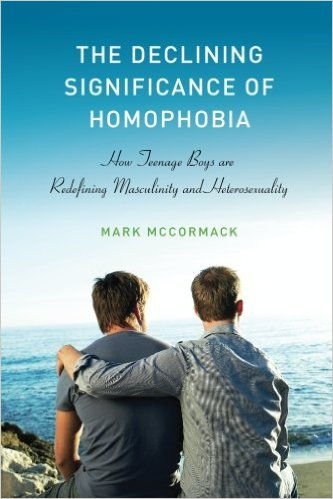 THE DECLINING
SIGNIFICANCE OF
HOMOPHOBIA
How Teenage Boys are
Redefining Masculinity and Heterosexuality
MARK MCCORMACK